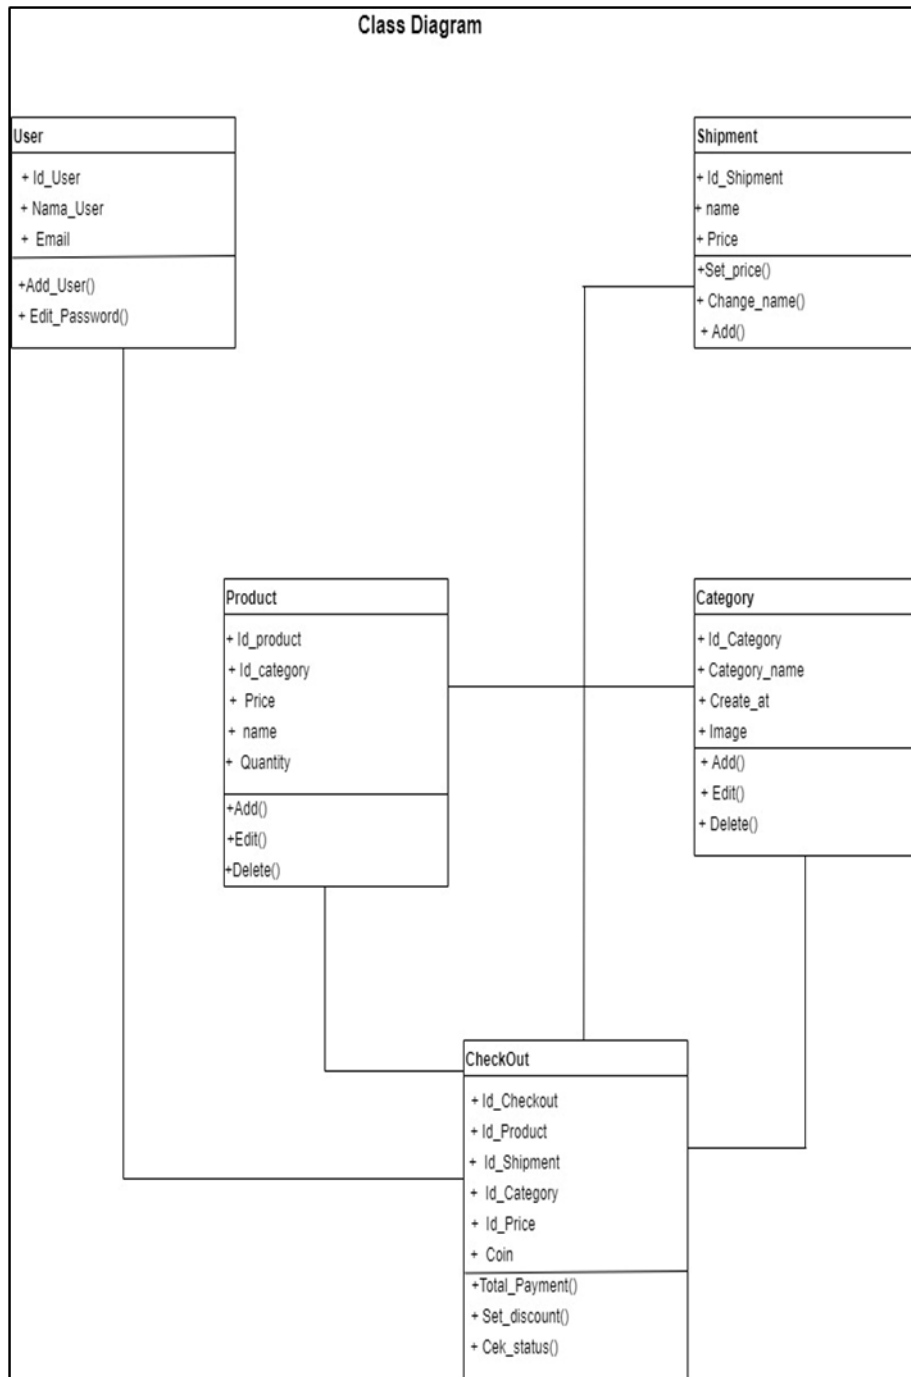 Class Diagram
User
+ Id_User
+ Nama_User
+ Email
+Add_User()
+ Edit_Password()
Shipment
+ Id_Shipment
+ name
+ Price
+Set_price()
+ Change_name()
+ Add()
Product
+ Id_product
+ Id_category
+ Price
+ name
+ Quantity
+Add()
+Edit()
+Delete()
Category
+ Id_Category
+ Category_name
+ Create_at
+ Image
+ Add()
+ Edit()
+ Delete()
CheckOut
+ Id_Checkout
+ Id_Product
+ Id_Shipment
+ Id_Category
+ Id_Price
+ Coin
+Total_Payment()
+ Set_discount()
+ Cek_status()